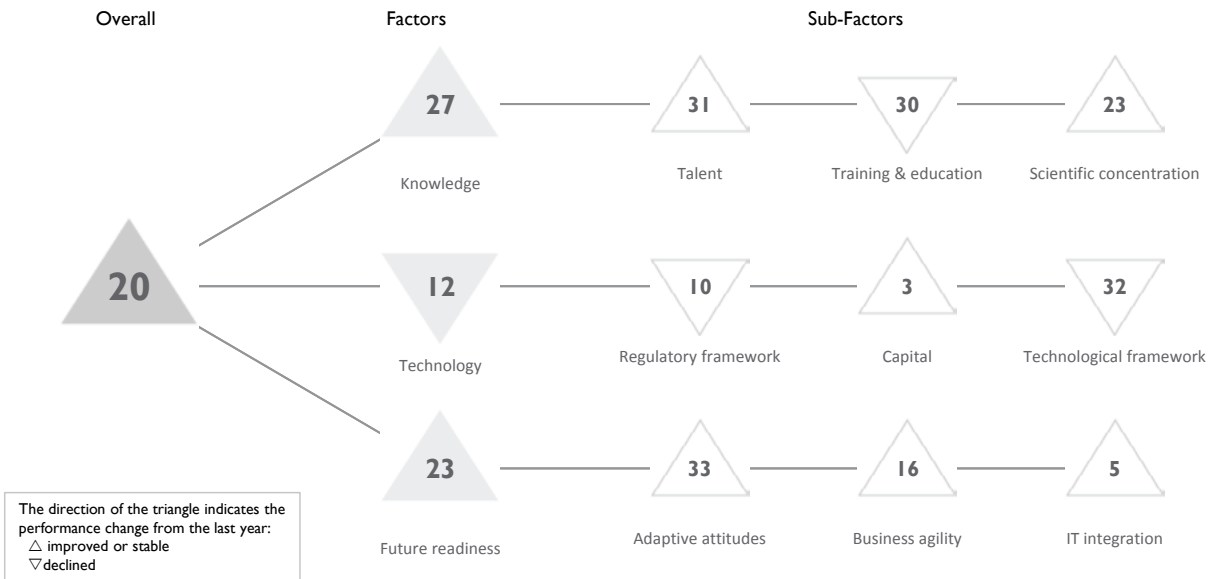 Overall Factors Sub-Factors
27 31 30 23
Knowledge Talent Training & education Scientific concentration
20 12 10 3 32
Technology Regulatory framework Capital Technological framework
23 33 16 5
Future readiness Adaptive attitudes Business agility IT integration
The direction of the triangle indicates the
performance change from the last year:
△ improved or stable
▽declined